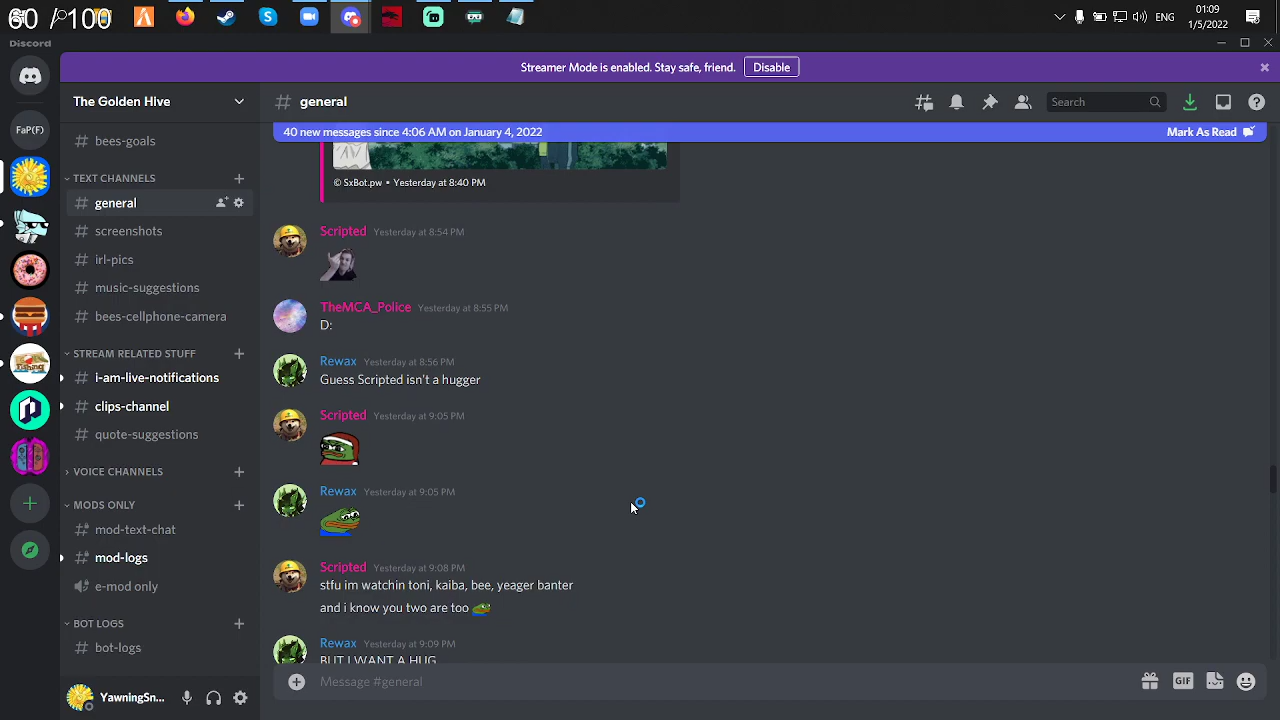 60 /100
ENG
01:09
1/5/2022
Discord
Streamer Mode is enabled. Stay safe, friend.
Disable
The Golden Hive
general
Search
40 new messages since 4:06 AM on January 4, 2022
Mark As Read
FaP(F)
bees-goals
TEXT CHANNELS
general
screenshots
irl-pics
music-suggestions
bees-cellphone-camera
STREAM RELATED STUFF
i-am-live-notifications
clips-channel
quote-suggestions
VOICE CHANNELS
MODS ONLY
mod-text-chat
mod-logs
e-mod only
BOT LOGS
bot-logs
YawningSn...
© SxBot.pw • Yesterday at 8:40 PM
Scripted Yesterday at 8:54 PM
TheMCA_Police Yesterday at 8:55 PM
D:
Rewax Yesterday at 8:56 PM
Guess Scripted isn't a hugger
Scripted Yesterday at 9:05 PM
Rewax Yesterday at 9:05 PM
Scripted Yesterday at 9:08 PM
stfu im watchin toni, kaiba, bee, yeager banter
and i know you two are too
Rewax Yesterday at 9:09 PM
BUT I WANT A HUG
Message #general
GIF